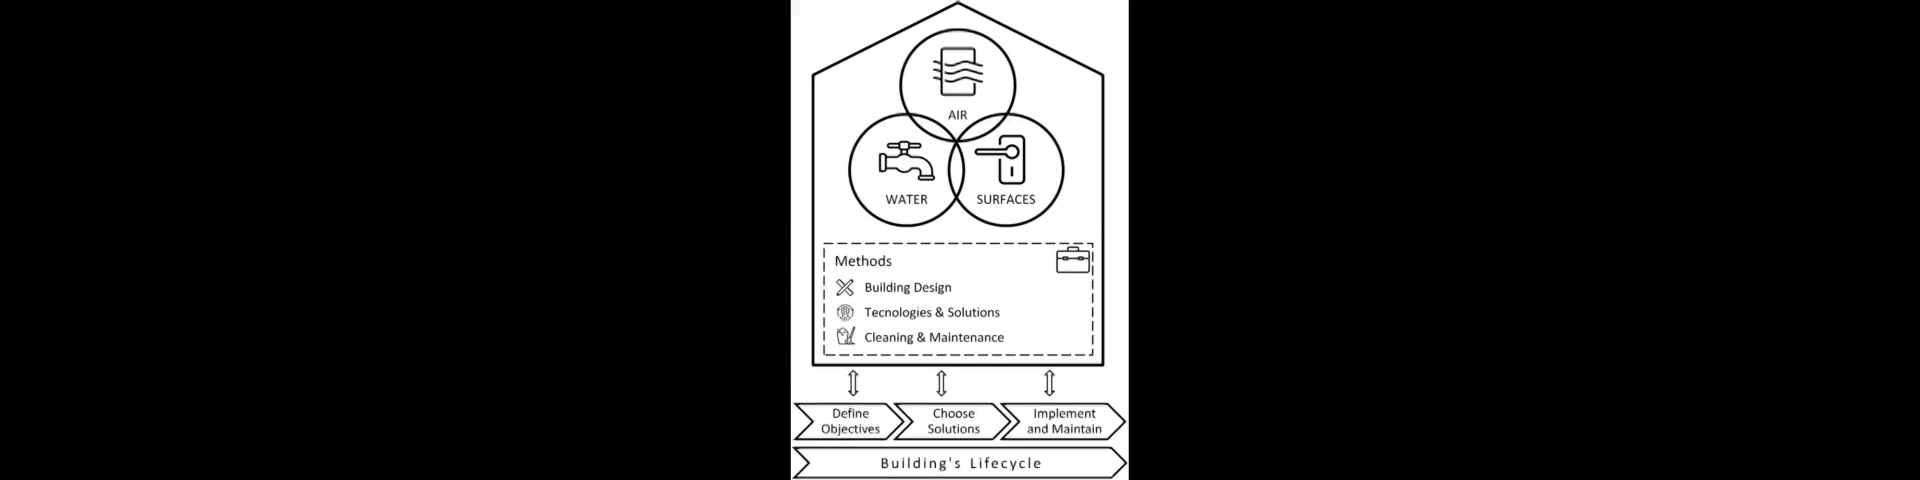 AIR
WATER
SURFACES
Methods
Building Design
Tecnologies & Solutions
Cleaning & Maintenance
Define
Objectives
Choose
Solutions
Implement
and Maintain
Building's Lifecycle